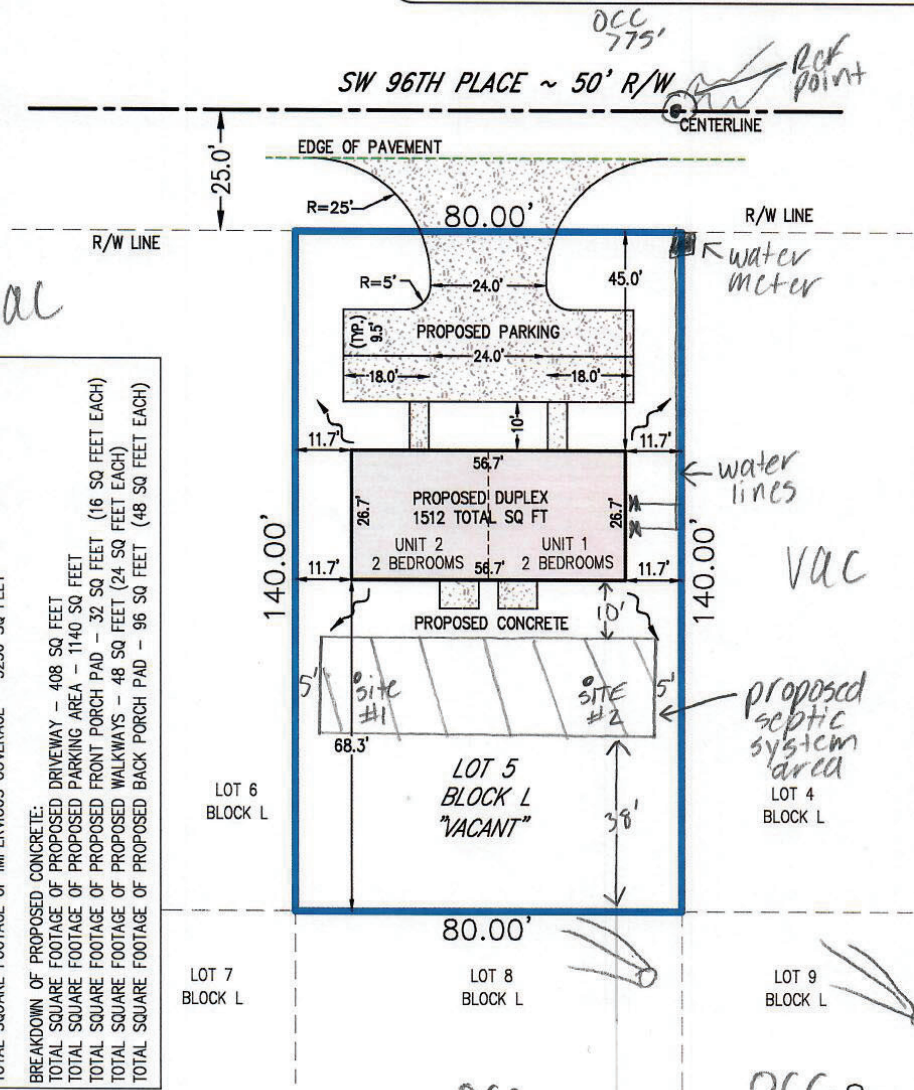 OCC
775'
SW 96TH PLACE ~ 50' R/W
Ref
point
CENTERLINE
25.0'
EDGE OF PAVEMENT
R=25'
80.00'
R/W LINE
R/W LINE
water
meter
R=5'
24.0'
45.0'
PROPOSED PARKING
(TYP.)
9.5'
24.0'
18.0'
18.0'
10'
11.7'
11.7'
56.7'
water
lines
PROPOSED DUPLEX
1512 TOTAL SQ FT
26.7'
26.7'
UNIT 2
2 BEDROOMS
UNIT 1
2 BEDROOMS
140.00'
140.00'
vac
11.7'
56.7'
11.7'
PROPOSED CONCRETE
10'
5'
site
#1
SITE
#2
5'
proposed
septic
system
area
68.3'
LOT 5
BLOCK L
"VACANT"
38'
LOT 6
BLOCK L
LOT 4
BLOCK L
80.00'
LOT 7
BLOCK L
LOT 8
BLOCK L
LOT 9
BLOCK L
BREAKDOWN OF PROPOSED CONCRETE:
TOTAL SQUARE FOOTAGE OF PROPOSED DRIVEWAY - 408 SQ FEET
TOTAL SQUARE FOOTAGE OF PROPOSED PARKING AREA - 1140 SQ FEET
TOTAL SQUARE FOOTAGE OF PROPOSED FRONT PORCH PAD - 32 SQ FEET (16 SQ FEET EACH)
TOTAL SQUARE FOOTAGE OF PROPOSED WALKWAYS - 48 SQ FEET (24 SQ FEET EACH)
TOTAL SQUARE FOOTAGE OF PROPOSED BACK PORCH PAD - 96 SQ FEET (48 SQ FEET EACH)